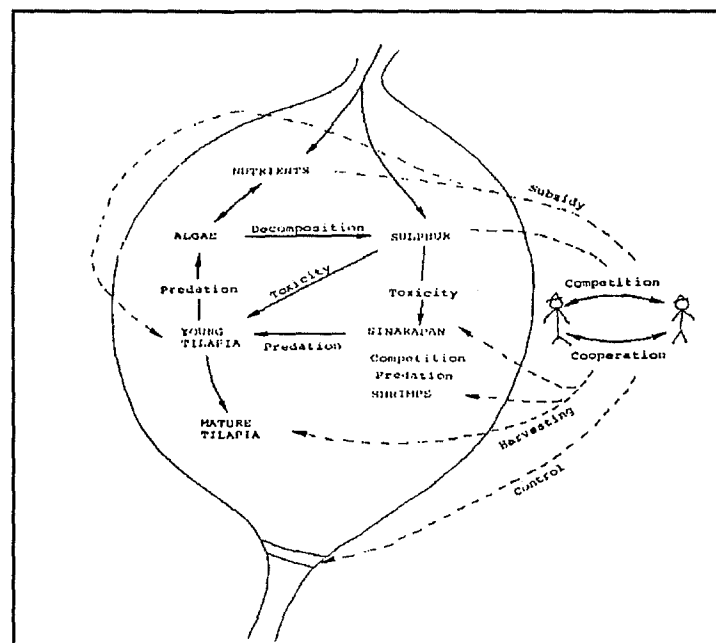 NUTRIENTS
Subsidy
ALGAE
Decomposition
SULPHUR
Competition
Toxicity
Predation
Toxicity
YOUNG
TILAPIA
Predation
SINARAPAN
Cooperation
Competition
Predation
SHRIMPS
MATURE
TILAPIA
Harvesting
Control